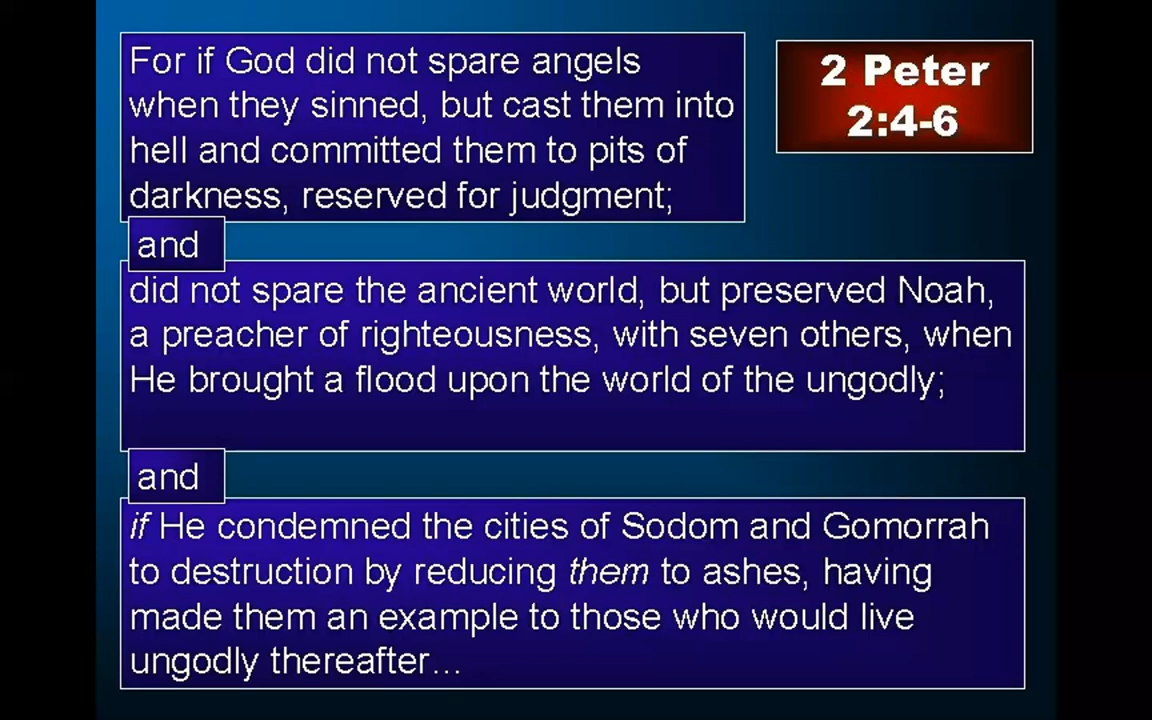 For if God did not spare angels
when they sinned, but cast them into
hell and committed them to pits of
darkness, reserved for judgment;
2 Peter
2:4-6
and
did not spare the ancient world, but preserved Noah,
a preacher of righteousness, with seven others, when
He brought a flood upon the world of the ungodly;
and
if He condemned the cities of Sodom and Gomorrah
to destruction by reducing them to ashes, having
made them an example to those who would live
ungodly thereafter...